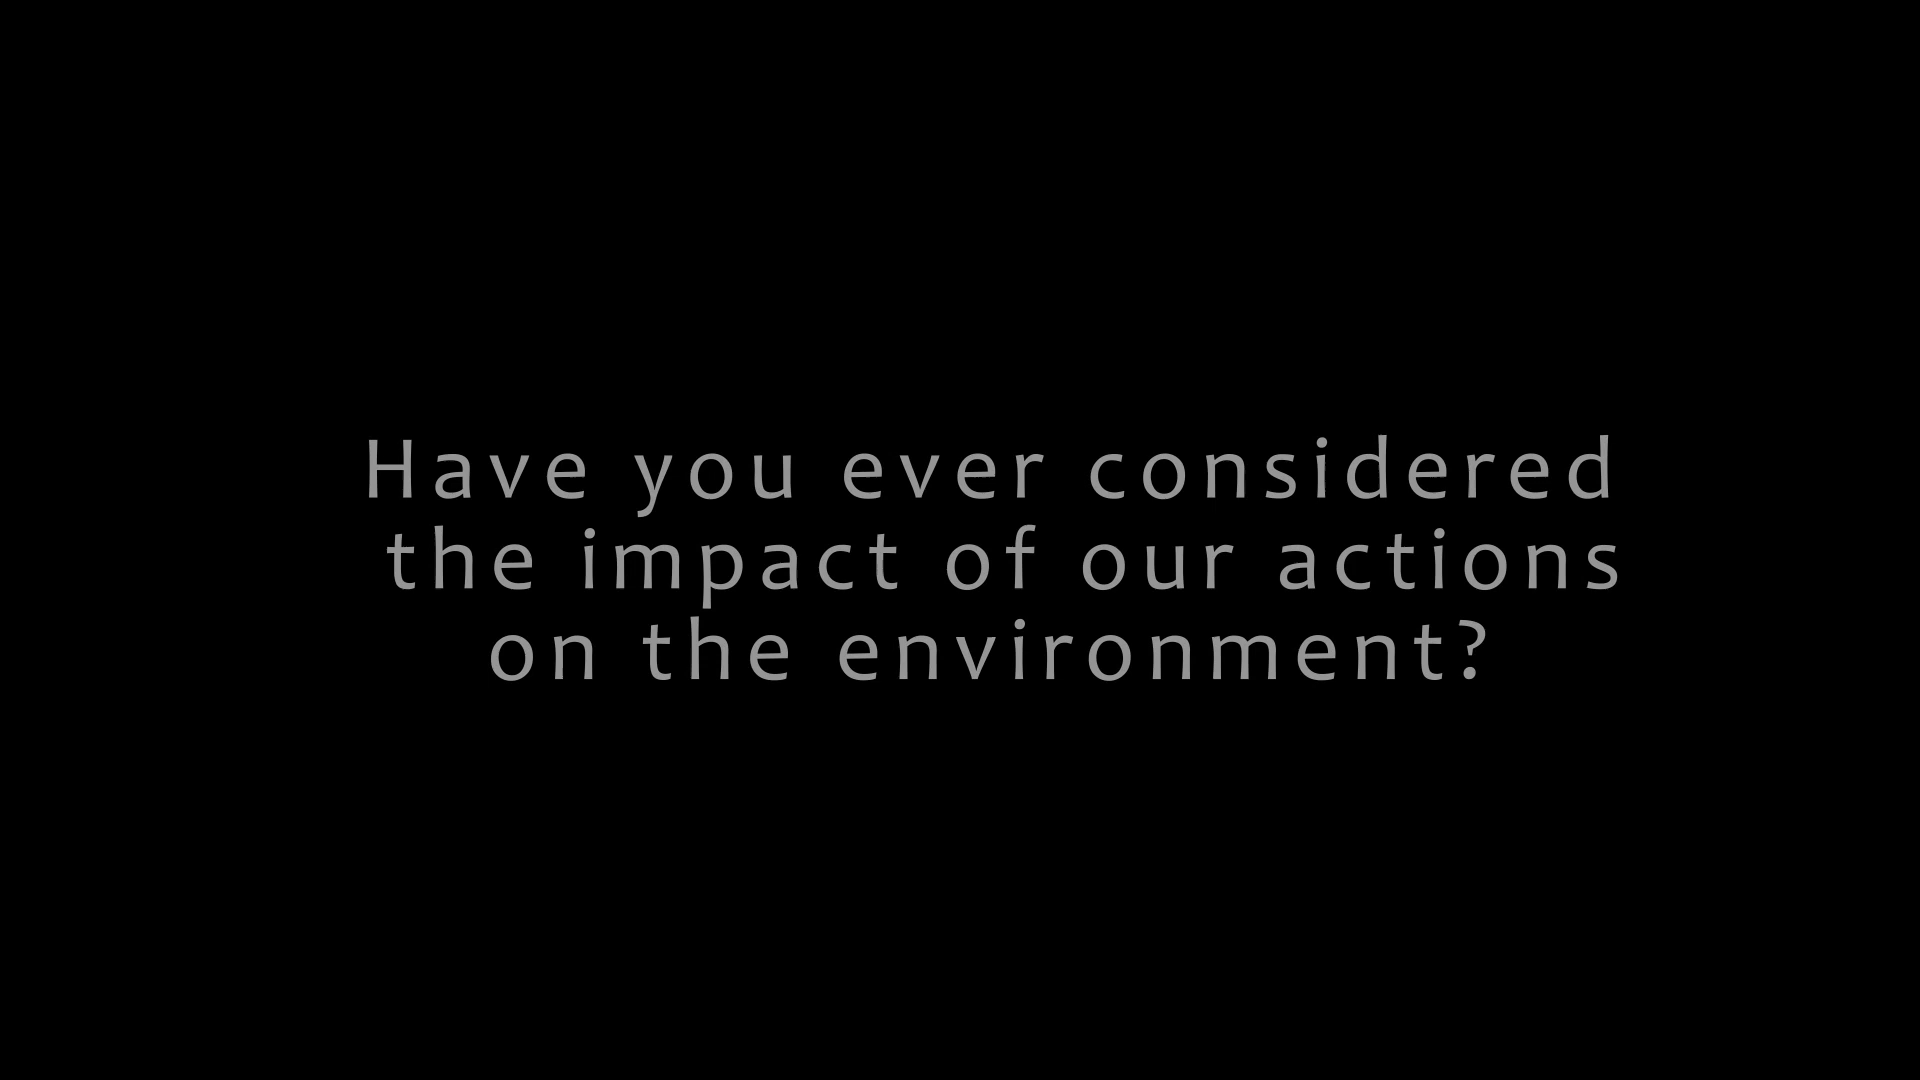 Have you ever considered
the impact of our actions
on the environment?